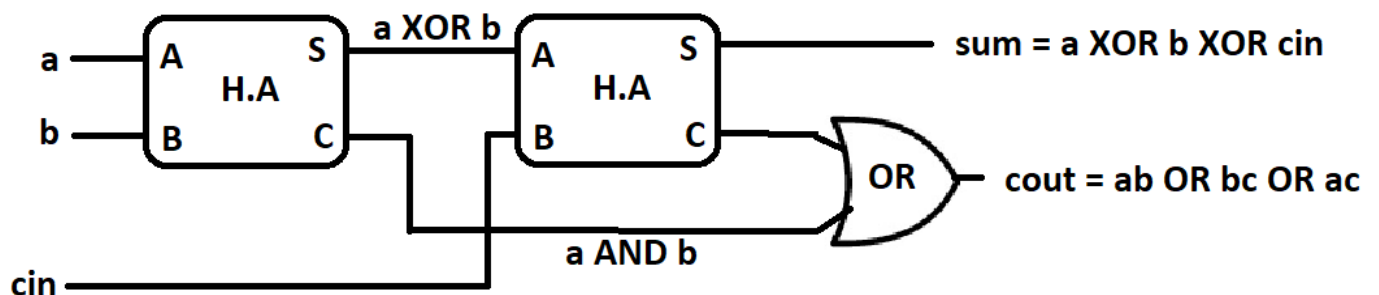 a XOR b
a
A
S
H.A
b
B
C
A
S
H.A
B
C
sum = a XOR b XOR cin
OR
cout = ab OR bc OR ac
a AND b
cin